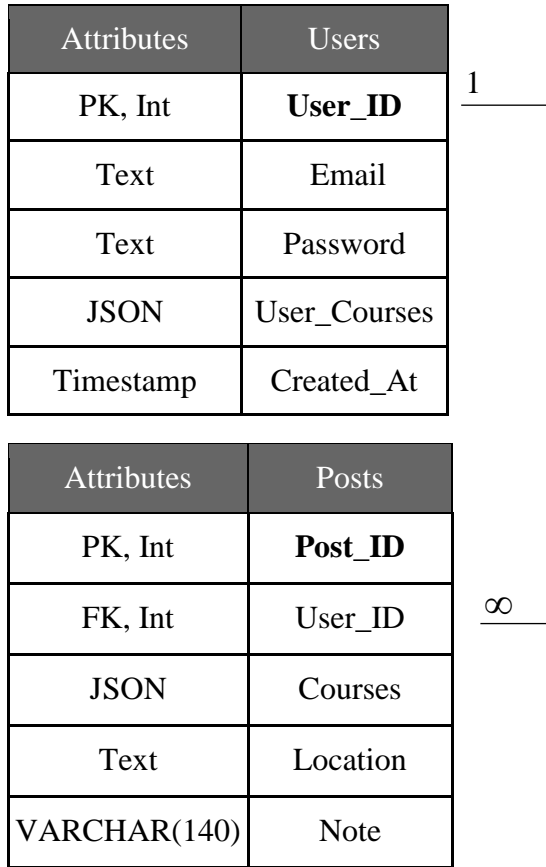 Attributes Users
PK, Int User_ID 1
Text Email
Text Password
JSON User_Courses
Timestamp Created_At
Attributes Posts
PK, Int Post_ID
FK, Int User_ID ∞
JSON Courses
Text Location
VARCHAR(140) Note